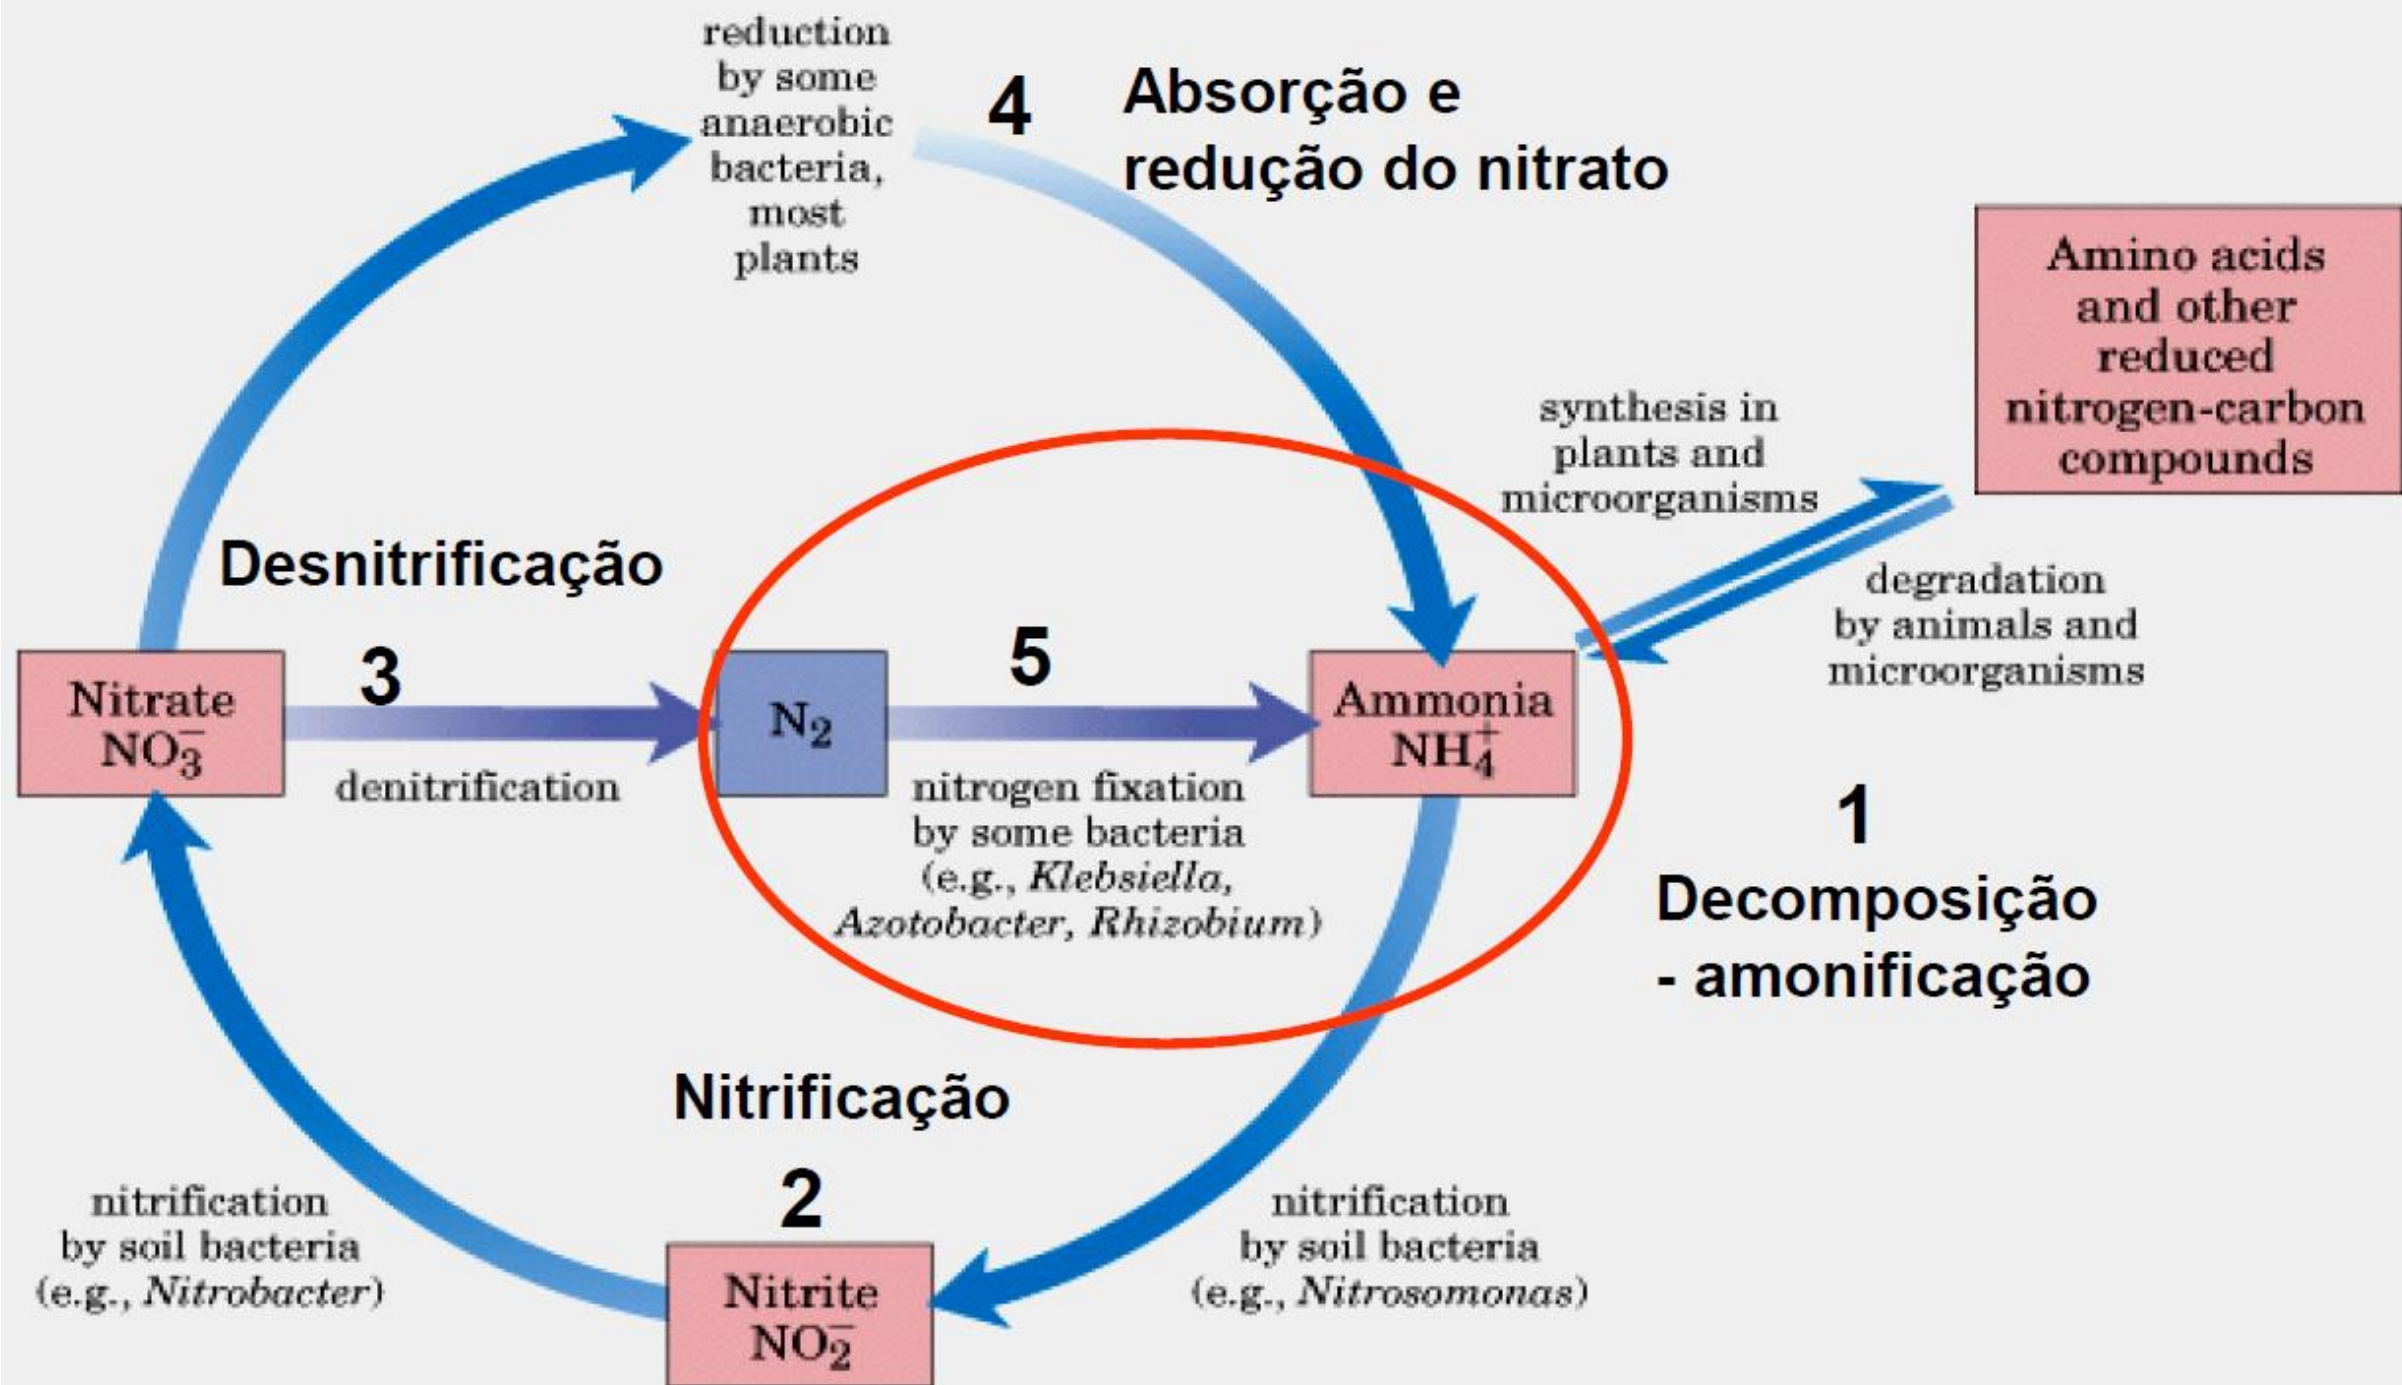 reduction
by some
anaerobic
bacteria,
most
plants
4
Absorção e
redução do nitrato
Amino acids
and other
reduced
nitrogen-carbon
compounds
synthesis in
plants and
microorganisms
degradation
by animals and
microorganisms
Desnitrificação
3
5
Nitrate
NO₃⁻
denitrification
N₂
nitrogen fixation
by some bacteria
(e.g., Klebsiella,
Azotobacter, Rhizobium)
Ammonia
NH₄⁺
1
Decomposição
- amonificação
Nitrificação
2
nitrification
by soil bacteria
(e.g., Nitrobacter)
Nitrite
NO₂⁻
nitrification
by soil bacteria
(e.g., Nitrosomonas)